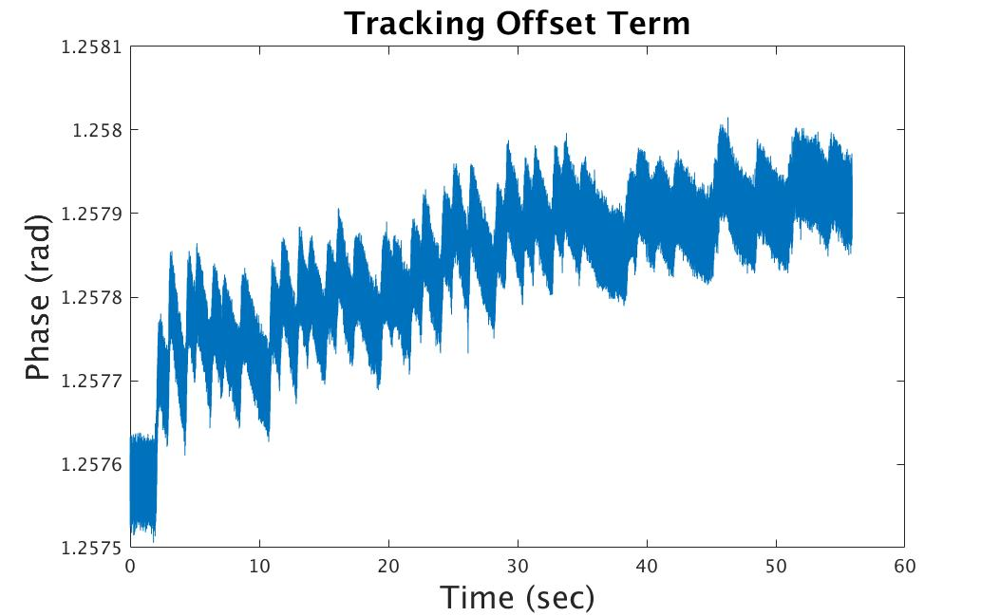 Tracking Offset Term
1.2581
1.258
1.2579
1.2578
1.2577
1.2576
1.2575
Phase (rad)
0 10 20 30 40 50 60
Time (sec)